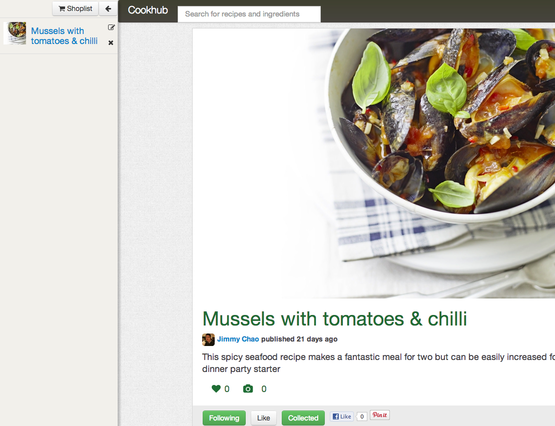 Shoplist
Cookhub
Search for recipes and ingredients
Mussels with
tomatoes & chilli
Mussels with tomatoes & chilli
Jimmy Chao published 21 days ago
This spicy seafood recipe makes a fantastic meal for two but can be easily increased fo
dinner party starter
0 0
Following Like Collected Like 0 Pin it